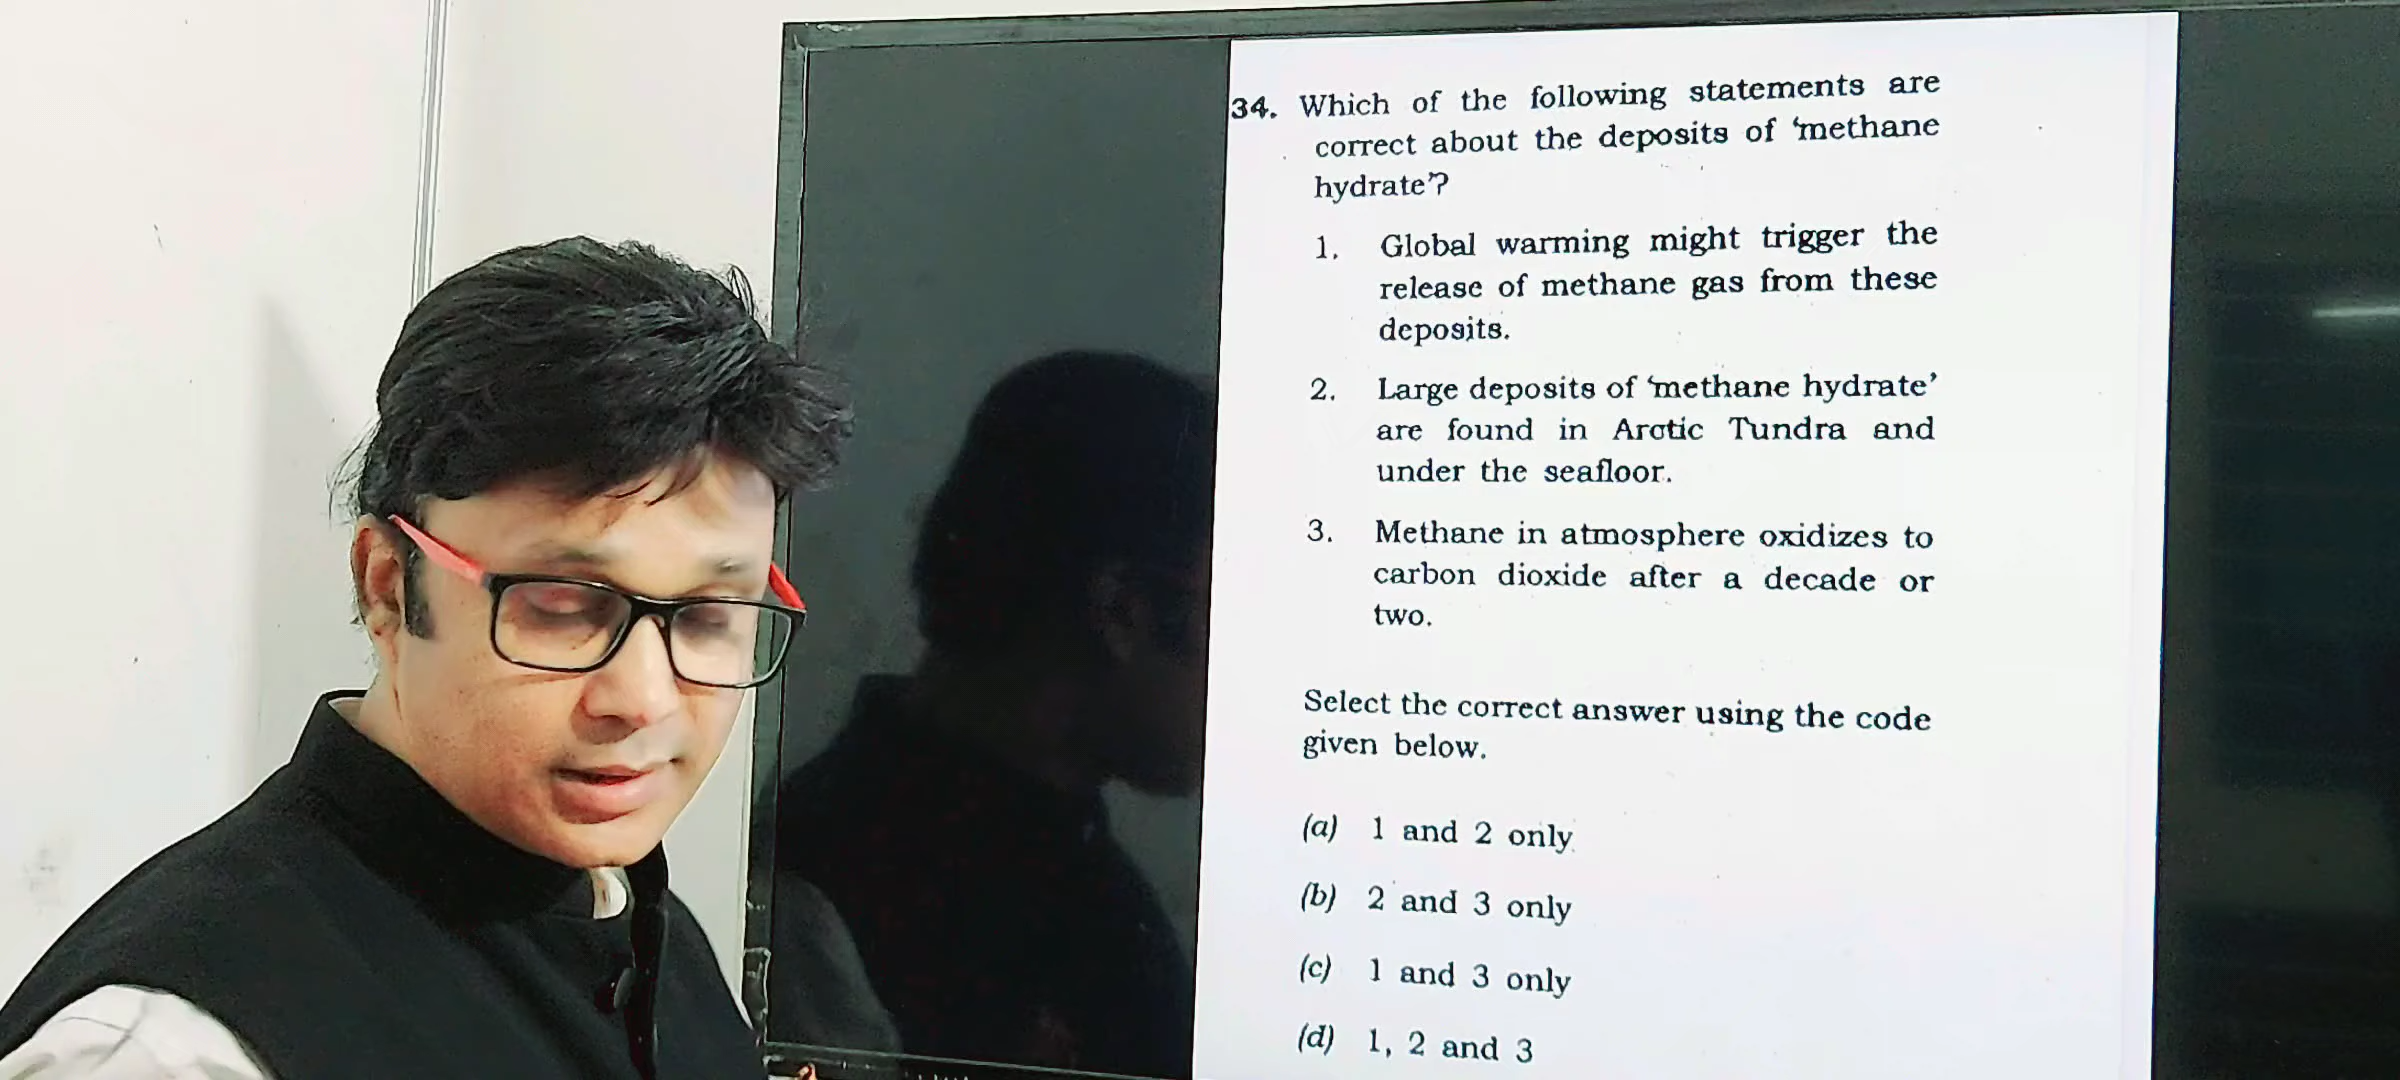 34. Which of the following statements are
correct about the deposits of ‘methane
hydrate’?
1. Global warming might trigger the
release of methane gas from these
deposits.
2. Large deposits of ‘methane hydrate’
are found in Arctic Tundra and
under the seafloor.
3. Methane in atmosphere oxidizes to
carbon dioxide after a decade or
two.
Select the correct answer using the code
given below.
(a) 1 and 2 only
(b) 2 and 3 only
(c) 1 and 3 only
(d) 1, 2 and 3